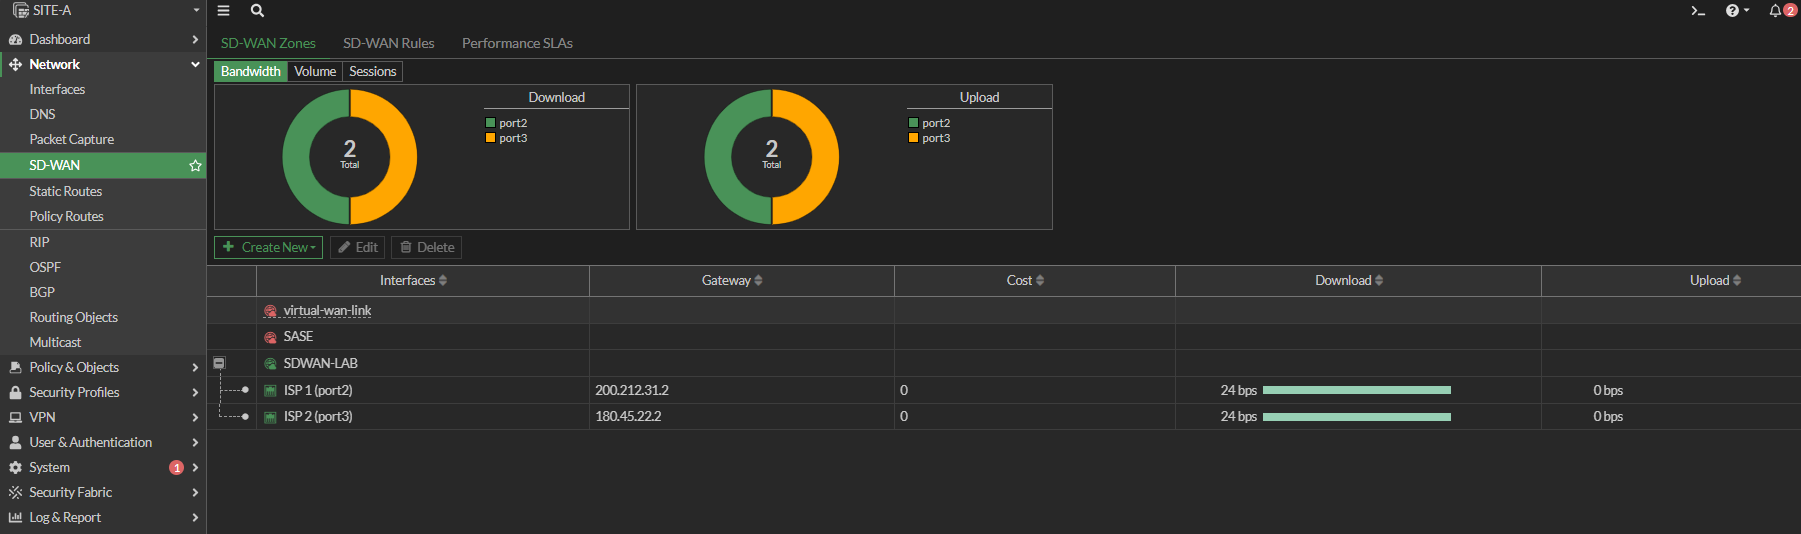 SITE-A
Dashboard
Network
Interfaces
DNS
Packet Capture
SD-WAN
Static Routes
Policy Routes
RIP
OSPF
BGP
Routing Objects
Multicast
Policy & Objects
Security Profiles
VPN
User & Authentication
System 1
Security Fabric
Log & Report
>_ ? 2
SD-WAN Zones SD-WAN Rules Performance SLAs
Bandwidth Volume Sessions
2
Total
Download
port2
port3
2
Total
Upload
port2
port3
+ Create New Edit Delete
Interfaces Gateway Cost Download Upload
virtual-wan-link
SASE
SDWAN-LAB
ISP 1 (port2) 200.212.31.2 0 24 bps 0 bps
ISP 2 (port3) 180.45.22.2 0 24 bps 0 bps